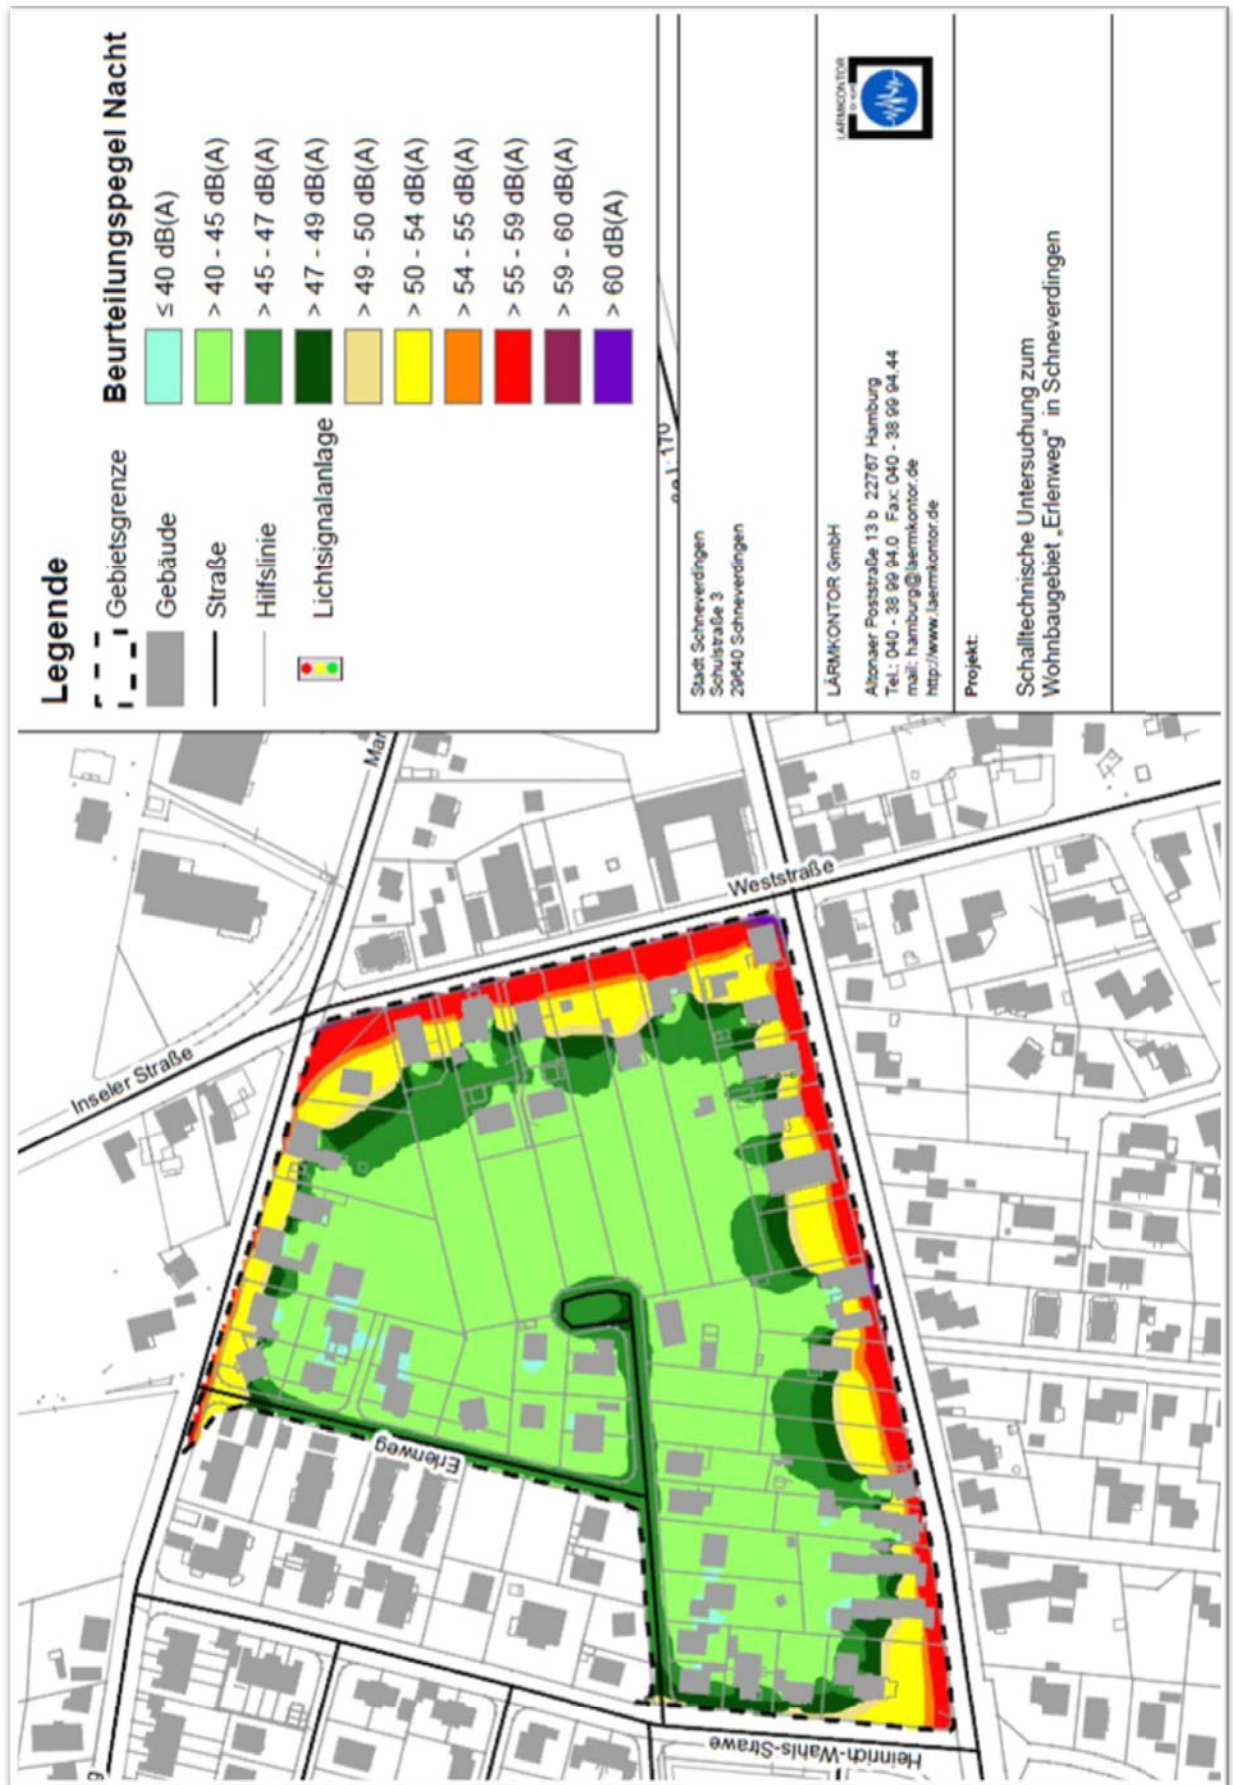 Legende
Gebietsgrenze
Gebäude
Straße
Hilfslinie
Lichtsignalanlage
Beurteilungspegel Nacht
≤ 40 dB(A)
> 40 - 45 dB(A)
> 45 - 47 dB(A)
> 47 - 49 dB(A)
> 49 - 50 dB(A)
> 50 - 54 dB(A)
> 54 - 55 dB(A)
> 55 - 59 dB(A)
> 59 - 60 dB(A)
> 60 dB(A)
Stadt Schneverdingen
Schulstraße 3
29640 Schneverdingen
LÄRMKONTOR GmbH
Altonaer Poststraße 13 b 22767 Hamburg
Tel.: 040 - 38 99 94.0 Fax: 040 - 38 99 94.44
mail: hamburg@laermkontor.de
http://www.laermkontor.de
LÄRMKONTOR
Projekt:
Schalltechnische Untersuchung zum
Wohnbaugebiet „Erlenweg" in Schneverdingen
Inseler Straße
Mar
Weststraße
Erlenweg
Heinrich-Wahls-Strawe
g